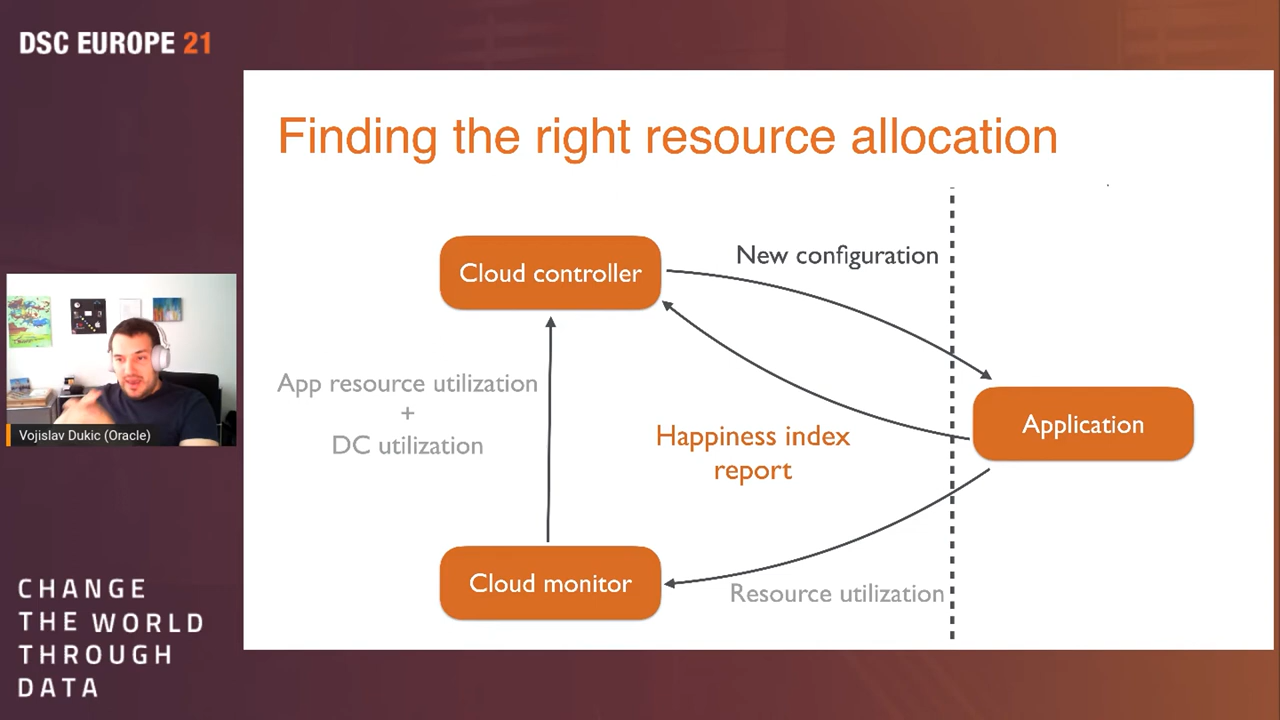 DSC EUROPE 21
Finding the right resource allocation
Cloud controller
New configuration
App resource utilization
+
DC utilization
Happiness index
report
Application
Cloud monitor
Resource utilization
Vojislav Dukic (Oracle)
CHANGE
THE WORLD
THROUGH
DATA